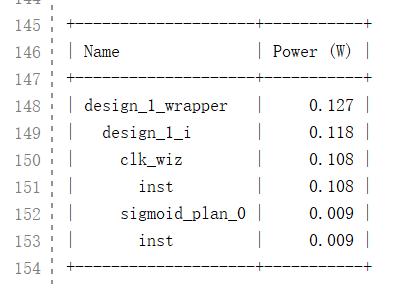 145 +--------------------+-----------+
146 | Name               | Power (W) |
147 +--------------------+-----------+
148 | design_1_wrapper   |     0.127 |
149 |   design_1_i       |     0.118 |
150 |     clk_wiz        |     0.108 |
151 |       inst         |     0.108 |
152 |     sigmoid_plan_0 |     0.009 |
153 |       inst         |     0.009 |
154 +--------------------+-----------+